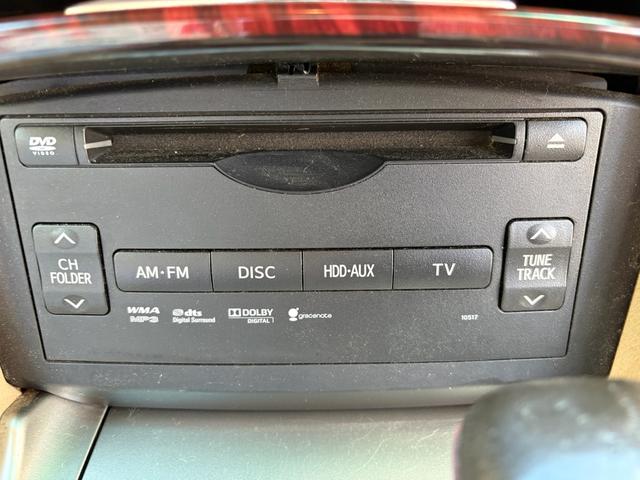 DVD
VIDEO
CH
FOLDER
AM·FM
DISC
HDD·AUX
TV
TUNE
TRACK
WMA
MP3
dts
Digital Surround
DOLBY
DIGITAL
gracenote
10517